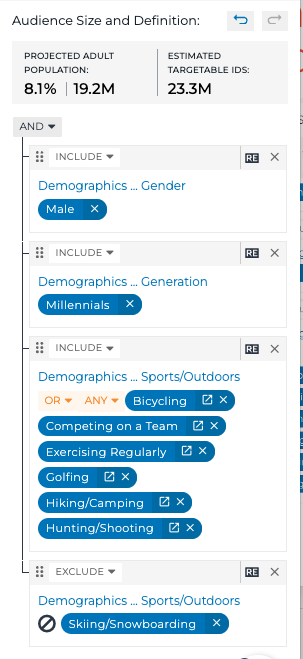 Audience Size and Definition:
PROJECTED ADULT
POPULATION:
8.1% | 19.2M
ESTIMATED
TARGETABLE IDS:
23.3M
AND
INCLUDE
RE
Demographics ... Gender
Male
INCLUDE
RE
Demographics ... Generation
Millennials
INCLUDE
RE
Demographics ... Sports/Outdoors
OR ANY Bicycling
Competing on a Team
Exercising Regularly
Golfing
Hiking/Camping
Hunting/Shooting
EXCLUDE
RE
Demographics ... Sports/Outdoors
Skiing/Snowboarding